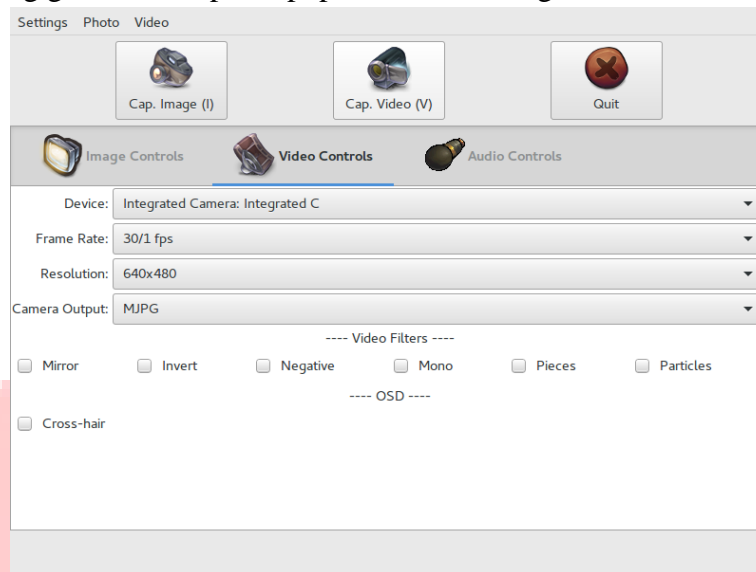 Settings Photo Video
Cap. Image (I) Cap. Video (V) Quit
Image Controls Video Controls Audio Controls
Device: Integrated Camera: Integrated C
Frame Rate: 30/1 fps
Resolution: 640x480
Camera Output: MJPG
---- Video Filters ----
Mirror Invert Negative Mono Pieces Particles
---- OSD ----
Cross-hair